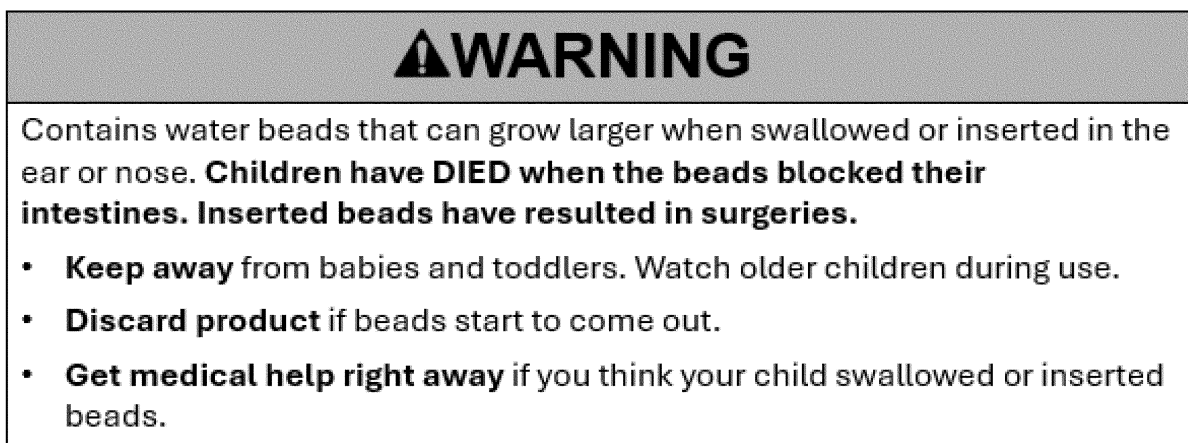 ⚠WARNING
Contains water beads that can grow larger when swallowed or inserted in the
ear or nose. Children have DIED when the beads blocked their
intestines. Inserted beads have resulted in surgeries.
• Keep away from babies and toddlers. Watch older children during use.
• Discard product if beads start to come out.
• Get medical help right away if you think your child swallowed or inserted
beads.